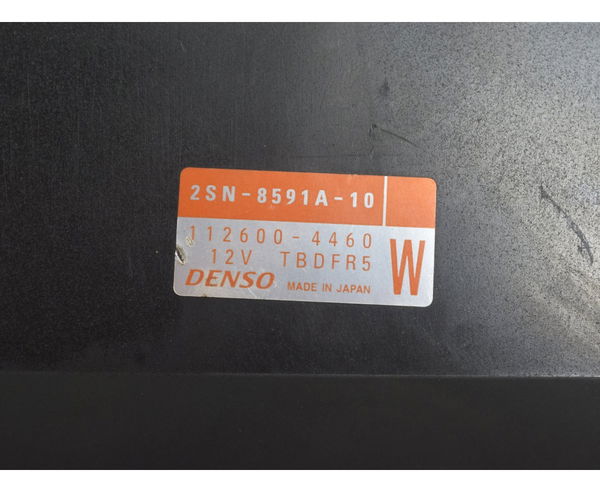 2SN-8591A-10
112600-4460
12V TBDFR5
W
DENSO MADE IN JAPAN